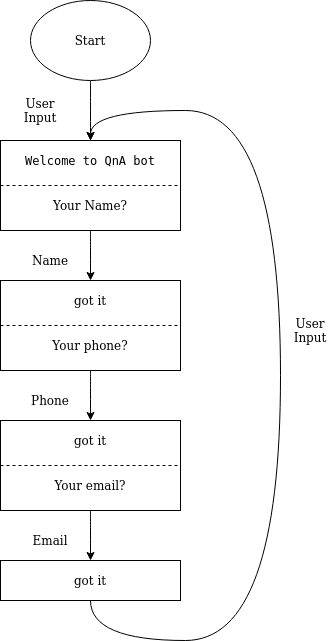 Start
User
Input
Welcome to QnA bot
Your Name?
Name
got it
Your phone?
User
Input
Phone
got it
Your email?
Email
got it